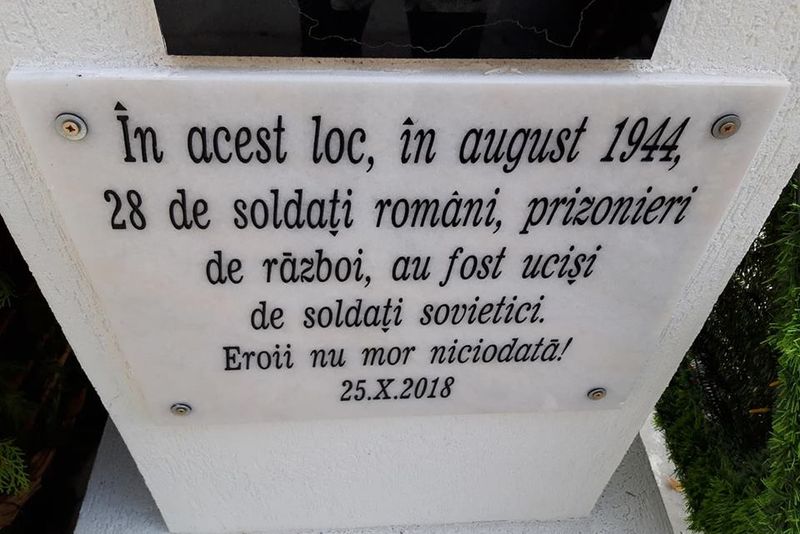 În acest loc, în august 1944,
28 de soldați români, prizonieri
de război, au fost uciși
de soldați sovietici.
Eroii nu mor niciodată!
25.X.2018